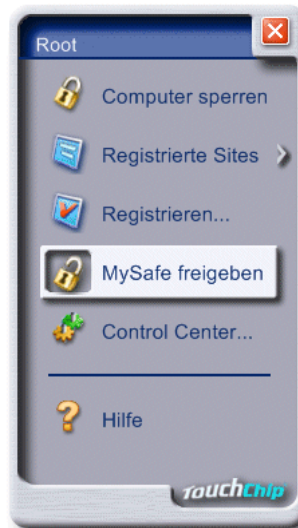 Root
Computer sperren
Registrierte Sites
Registrieren...
MySafe freigeben
Control Center...
Hilfe
TouchChip